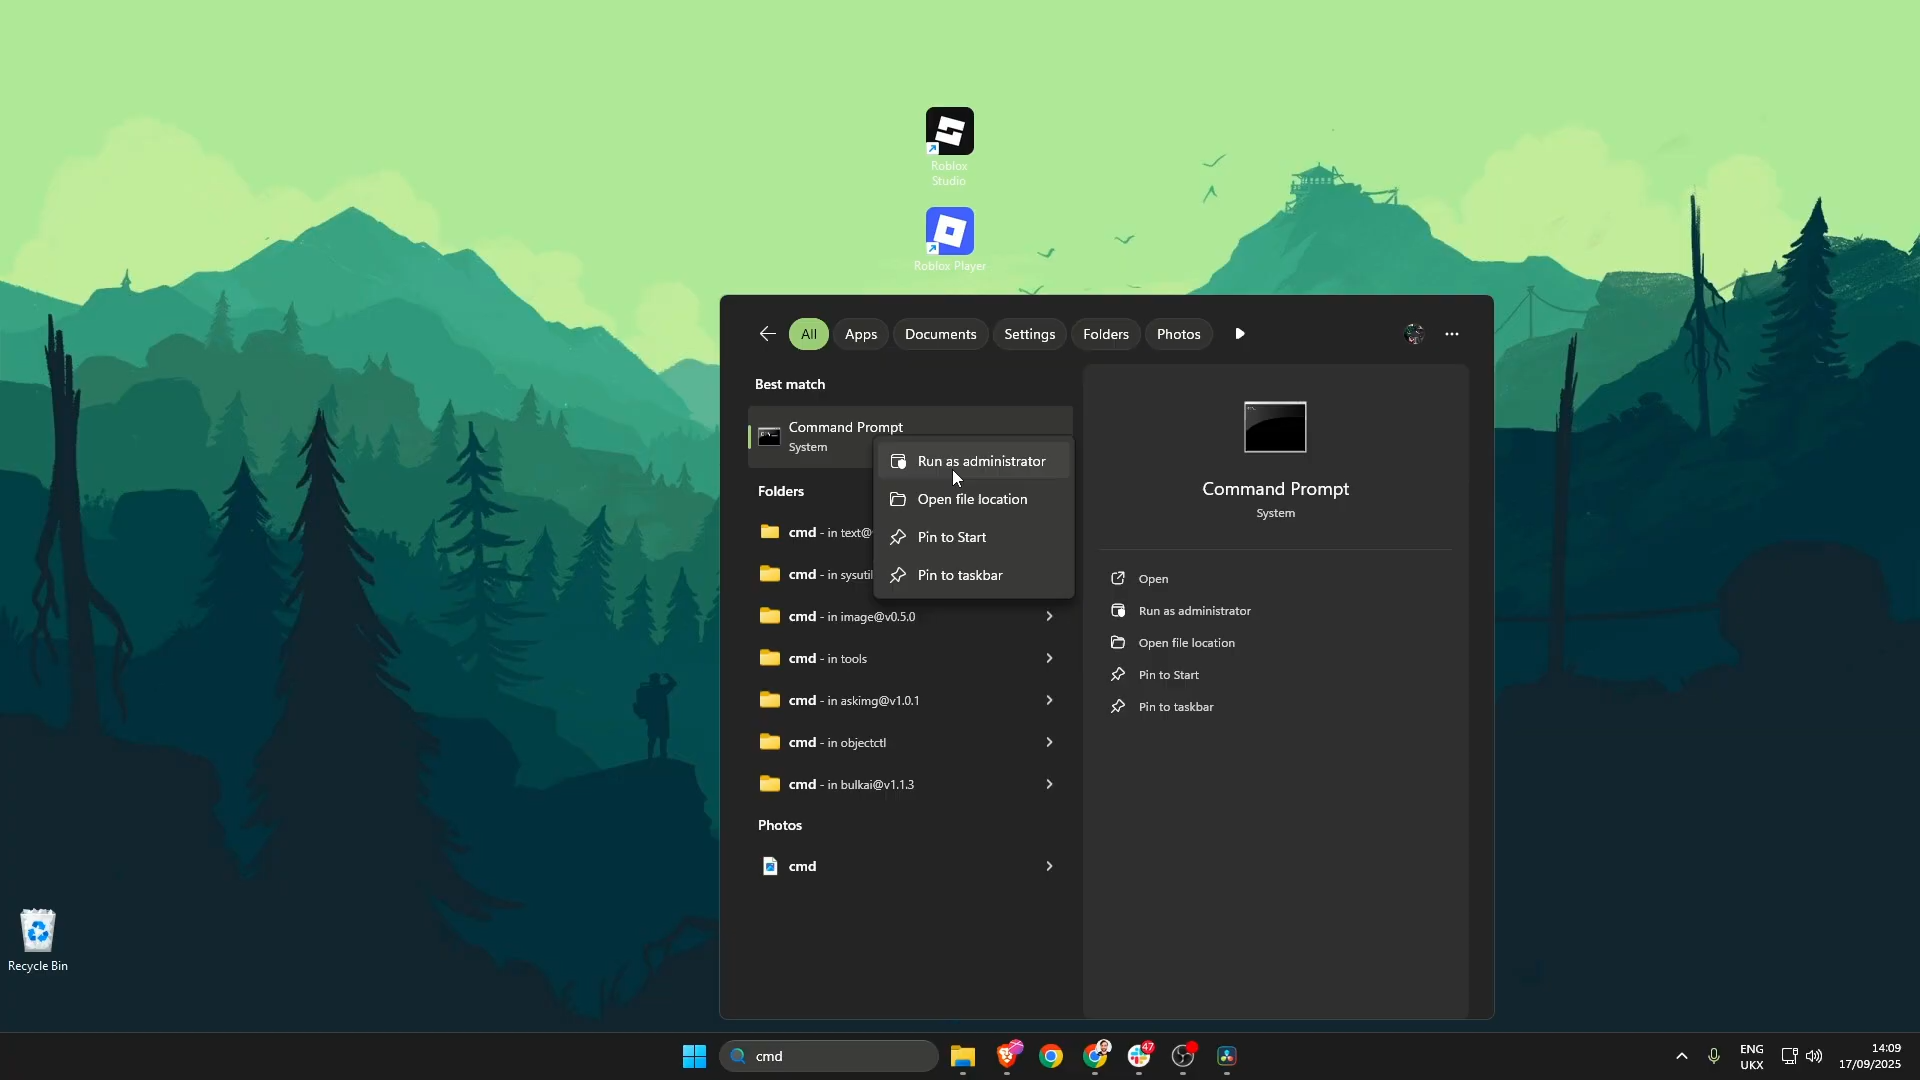 Roblox
Studio
Roblox Player
All
Apps
Documents
Settings
Folders
Photos
Best match
Command Prompt
System
Run as administrator
Open file location
Pin to Start
Pin to taskbar
Folders
cmd - in text@
cmd - in sysutil
cmd - in image@v0.5.0
cmd - in tools
cmd - in askimg@v1.0.1
cmd - in objectctl
cmd - in bulkai@v1.1.3
Photos
cmd
Command Prompt
System
Open
Run as administrator
Open file location
Pin to Start
Pin to taskbar
Recycle Bin
cmd
47
ENG
UKX
14:09
17/09/2025